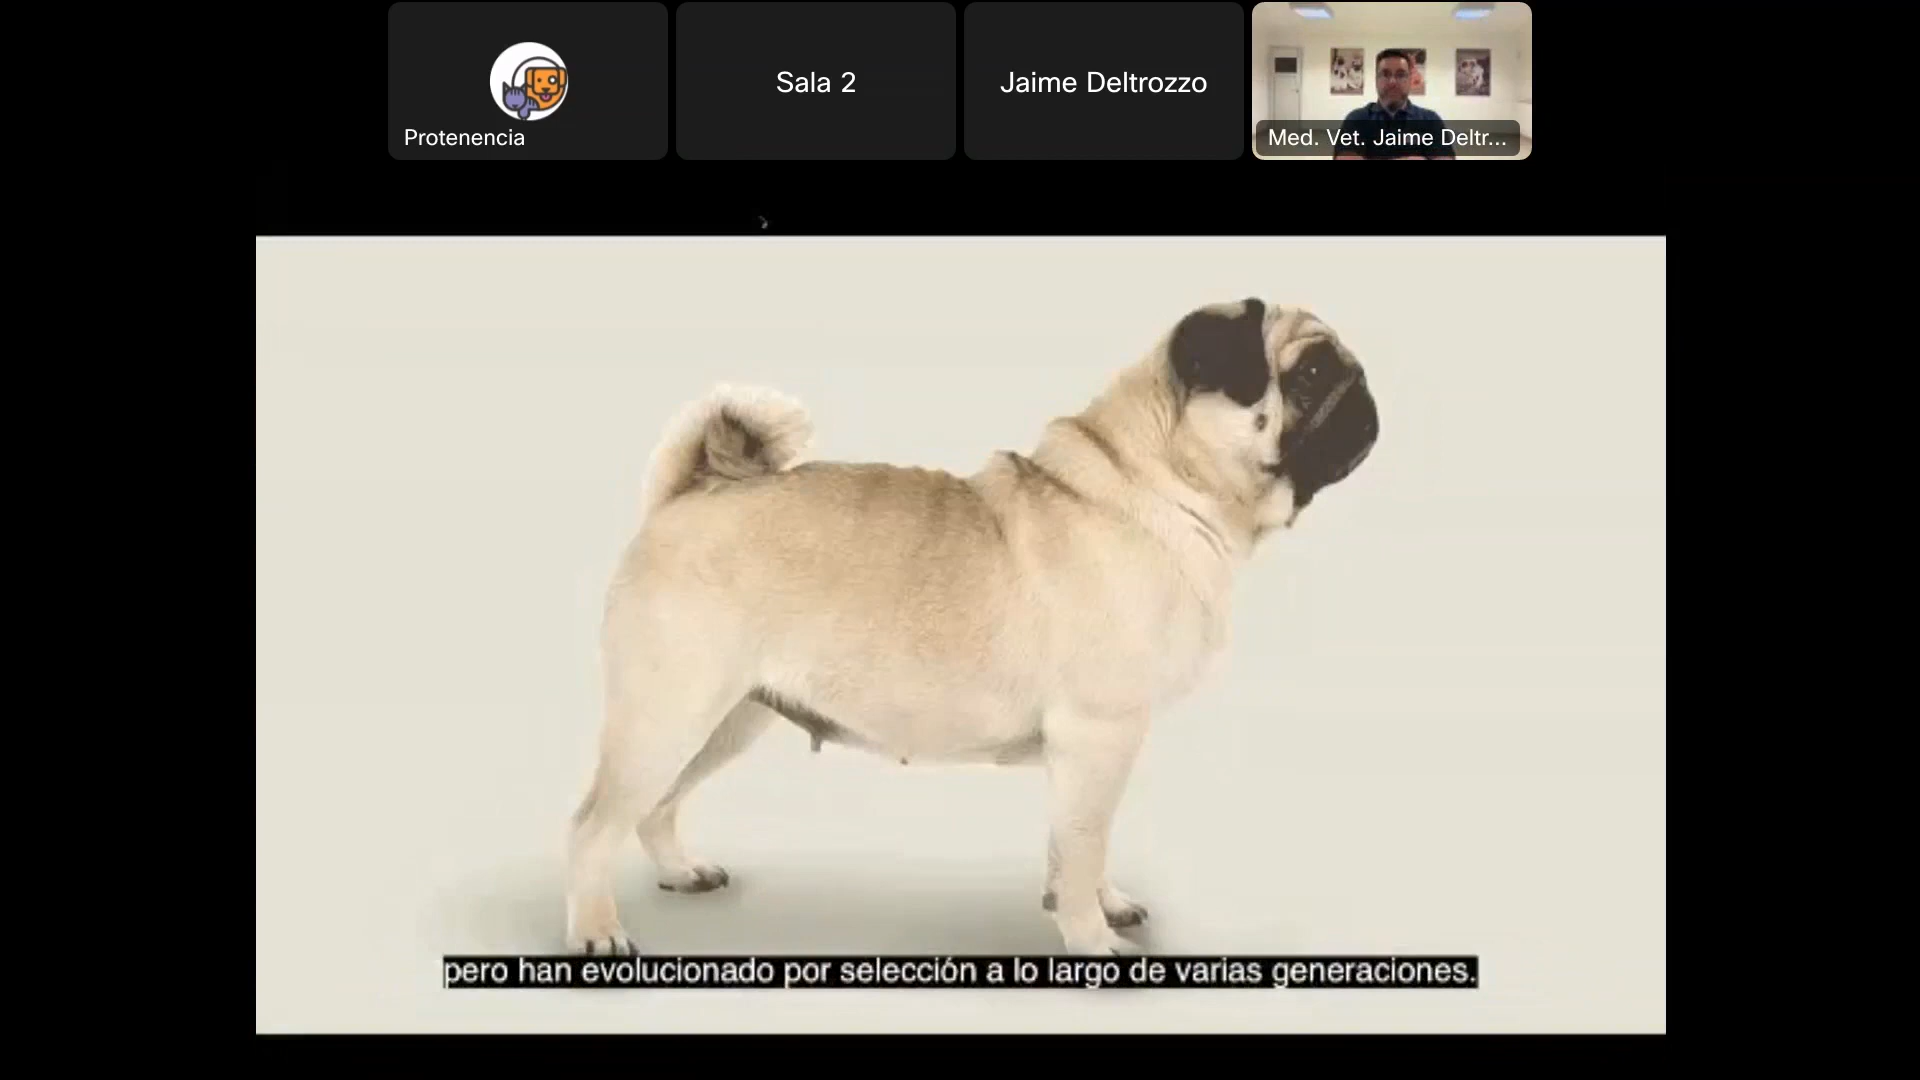 Protenencia
Sala 2
Jaime Deltrozzo
Med. Vet. Jaime Deltr...
pero han evolucionado por selección a lo largo de varias generaciones.